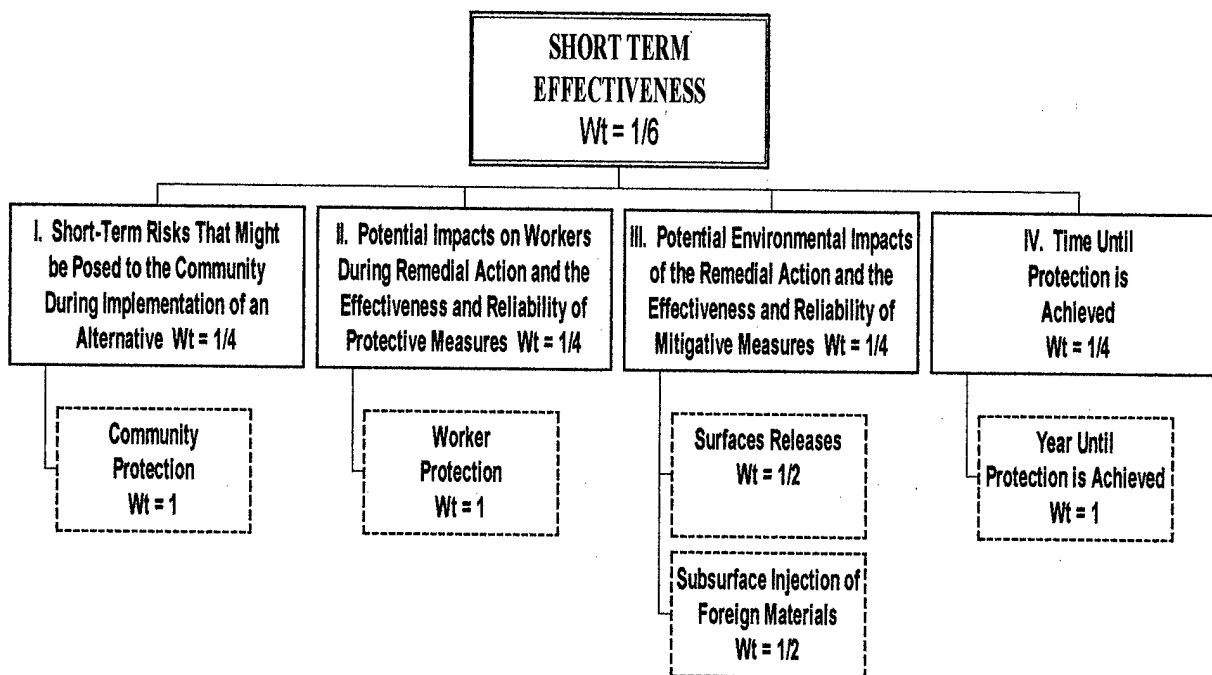 SHORT TERM
EFFECTIVENESS
Wt = 1/6
I. Short-Term Risks That Might
be Posed to the Community
During Implementation of an
Alternative Wt = 1/4
II. Potential Impacts on Workers
During Remedial Action and the
Effectiveness and Reliability of
Protective Measures Wt = 1/4
III. Potential Environmental Impacts
of the Remedial Action and the
Effectiveness and Reliability of
Mitigative Measures Wt = 1/4
IV. Time Until
Protection is
Achieved
Wt = 1/4
Community
Protection
Wt = 1
Worker
Protection
Wt = 1
Surfaces Releases
Wt = 1/2
Subsurface Injection of
Foreign Materials
Wt = 1/2
Year Until
Protection is Achieved
Wt = 1